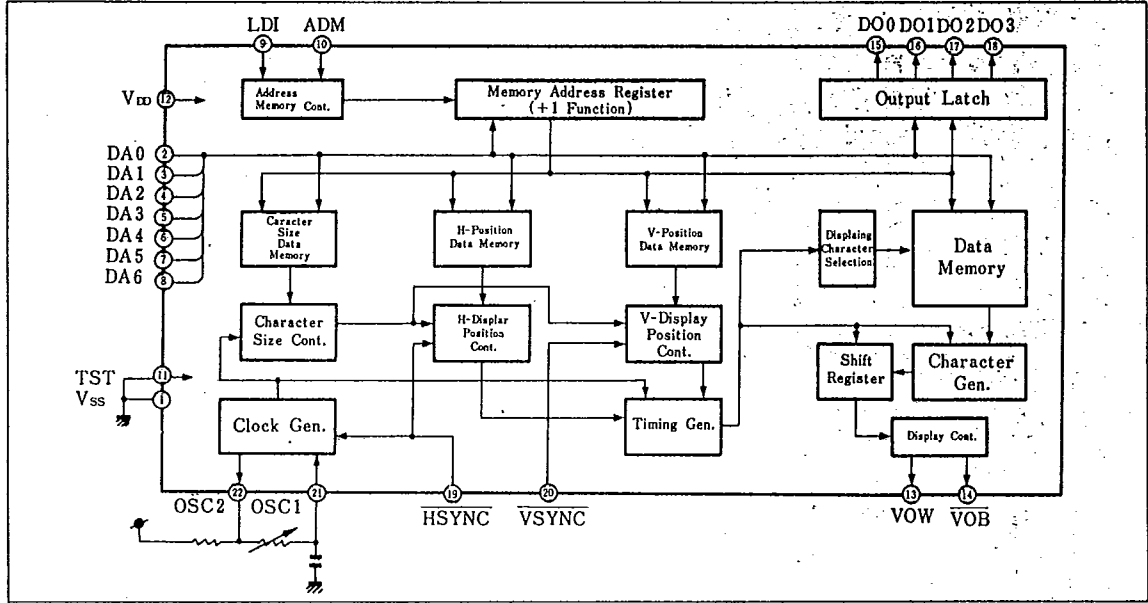 LDI ADM
DO0 DO1 DO2 DO3
9 10
15 16 17 18
VDD 12
Address
Memory Cont.
Memory Address Register
(+1 Function)
Output Latch
DA0 2
DA1 3
DA2 4
DA3 5
DA4 6
DA5 7
DA6 8
Caracter
Size
Data
Memory
H-Position
Data Memory
V-Position
Data Memory
Displaing
Character
Selection
Data
Memory
Character
Size Cont.
H-Display
Position
Cont.
V-Display
Position
Cont.
Shift
Register
Character
Gen.
TST 11
VSS 1
Clock Gen.
Timing Gen.
Display Cont.
22 21 19 20 13 14
OSC2 OSC1 HSYNC VSYNC VOW VOB